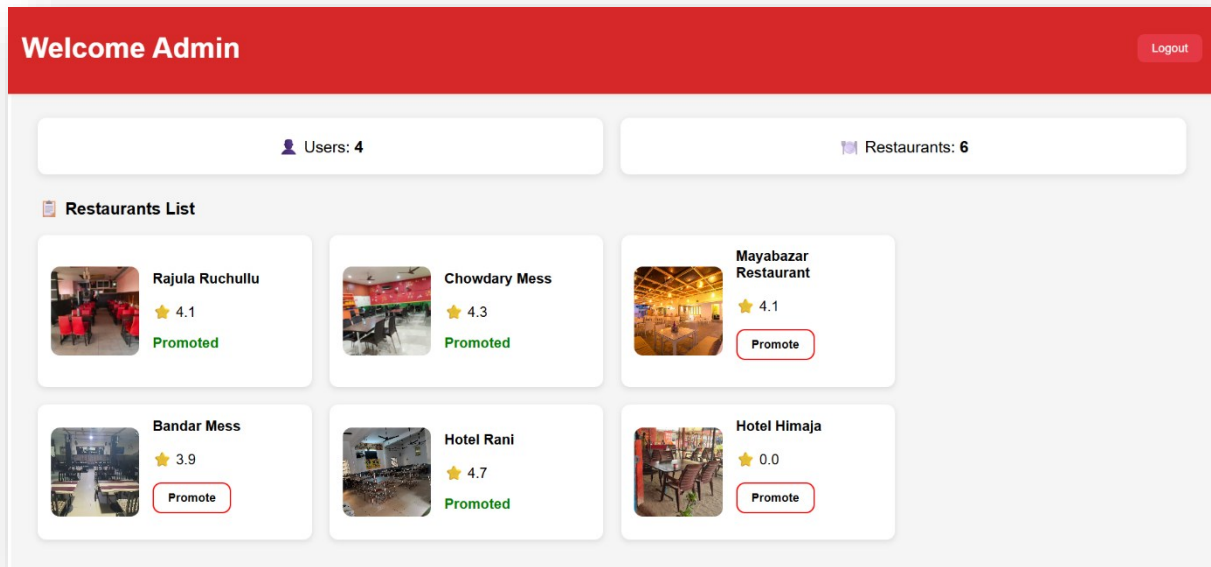 Welcome Admin
Logout
Users: 4
Restaurants: 6
Restaurants List
Rajula Ruchullu
4.1
Promoted
Chowdary Mess
4.3
Promoted
Mayabazar
Restaurant
4.1
Promote
Bandar Mess
3.9
Promote
Hotel Rani
4.7
Promoted
Hotel Himaja
0.0
Promote